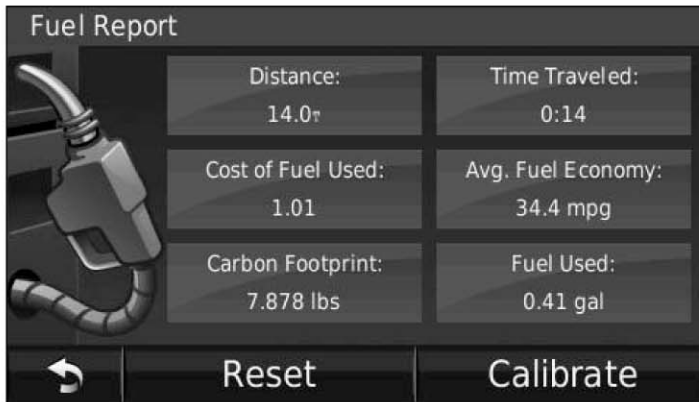 Fuel Report
Distance:
14.0
Time Traveled:
0:14
Cost of Fuel Used:
1.01
Avg. Fuel Economy:
34.4 mpg
Carbon Footprint:
7.878 lbs
Fuel Used:
0.41 gal
Reset
Calibrate